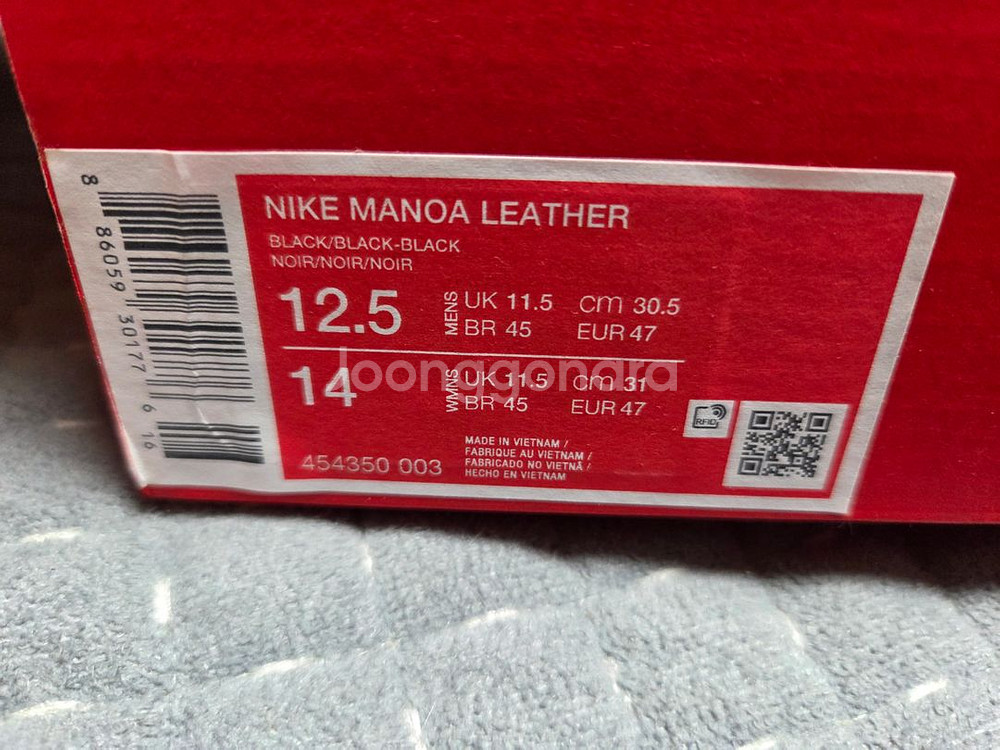 NIKE MANOA LEATHER
BLACK/BLACK-BLACK
NOIR/NOIR/NOIR
12.5 MENS UK 11.5 cm 30.5
BR 45 EUR 47
14 WMNS UK 11.5 cm 31
BR 45 EUR 47
joonggonara
454350 003
MADE IN VIETNAM /
FABRIQUE AU VIETNAM /
FABRICADO NO VIETNÃ /
HECHO EN VIETNAM
RFID
8 86059 30177 6 16